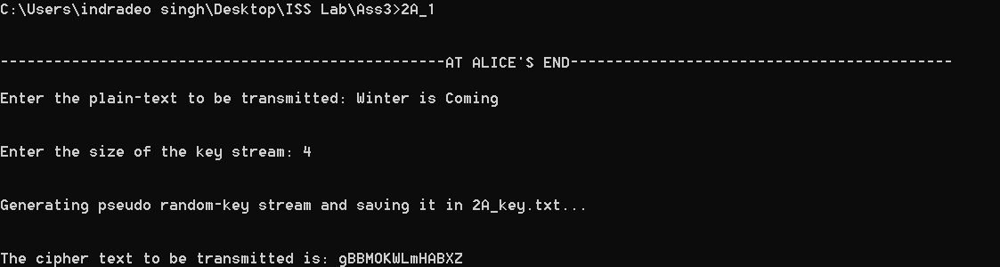 C:\Users\indradeo singh\Desktop\ISS Lab\Ass3>2A_1
--------------------------------------------------AT ALICE'S END-------------------------------------------
Enter the plain-text to be transmitted: Winter is Coming
Enter the size of the key stream: 4
Generating pseudo random-key stream and saving it in 2A_key.txt...
The cipher text to be transmitted is: gBBMOKWLmHABXZ